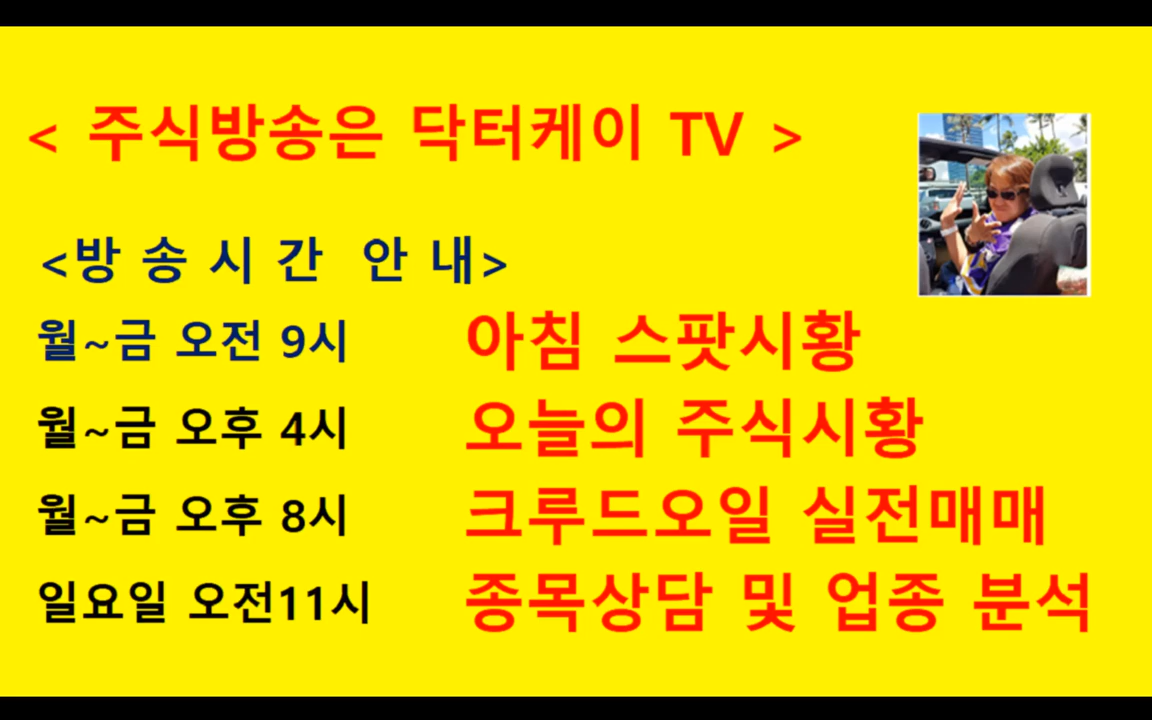 < 주식방송은 닥터케이 TV >
<방 송 시 간 안 내>
월~금 오전 9시 아침 스팟시황
월~금 오후 4시 오늘의 주식시황
월~금 오후 8시 크루드오일 실전매매
일요일 오전11시 종목상담 및 업종 분석